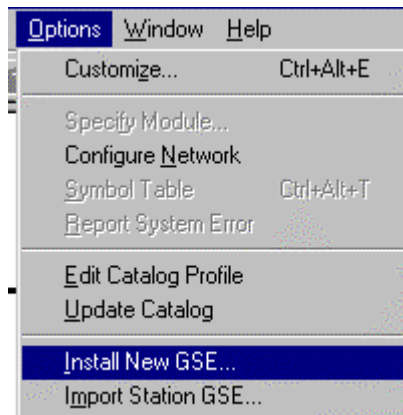 Options Window Help
Customize... Ctrl+Alt+E
Specify Module...
Configure Network
Symbol Table Ctrl+Alt+T
Report System Error
Edit Catalog Profile
Update Catalog
Install New GSE...
Import Station GSE...